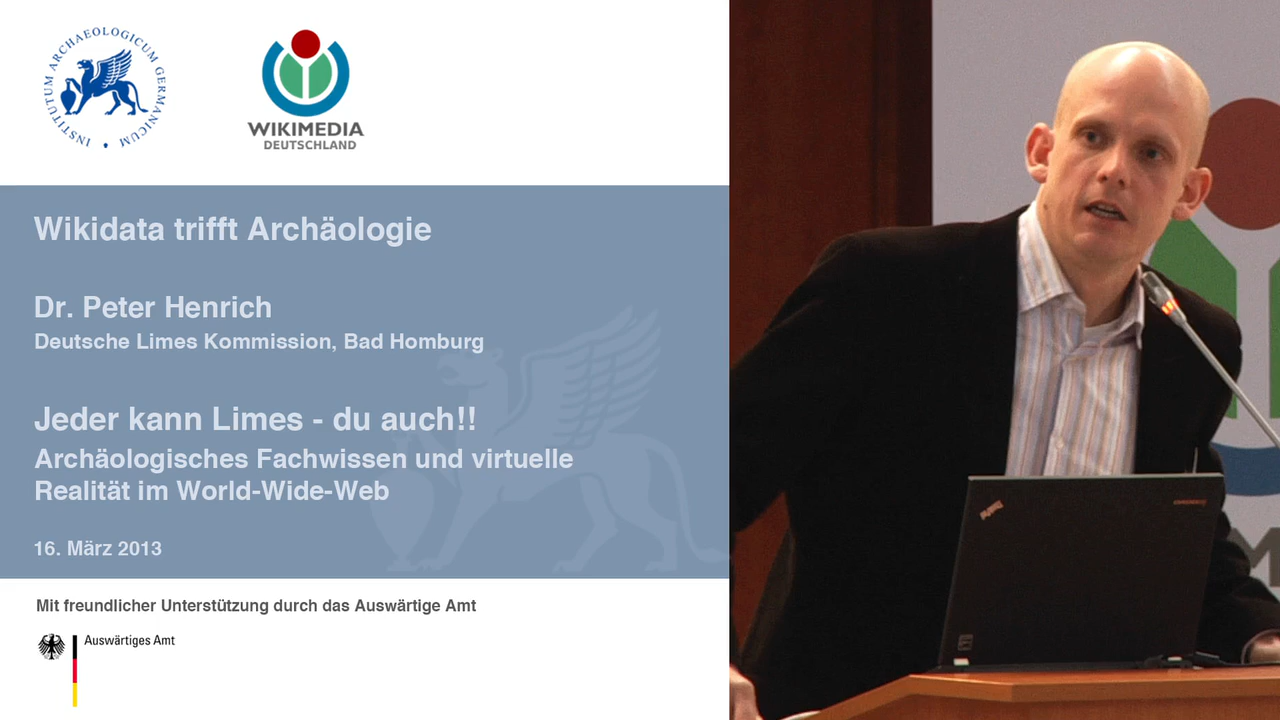 INSTITUTUM ARCHAEOLOGICUM GERMANICUM
WIKIMEDIA
DEUTSCHLAND
Wikidata trifft Archäologie
Dr. Peter Henrich
Deutsche Limes Kommission, Bad Homburg
Jeder kann Limes - du auch!!
Archäologisches Fachwissen und virtuelle
Realität im World-Wide-Web
16. März 2013
Mit freundlicher Unterstützung durch das Auswärtige Amt
Auswärtiges Amt